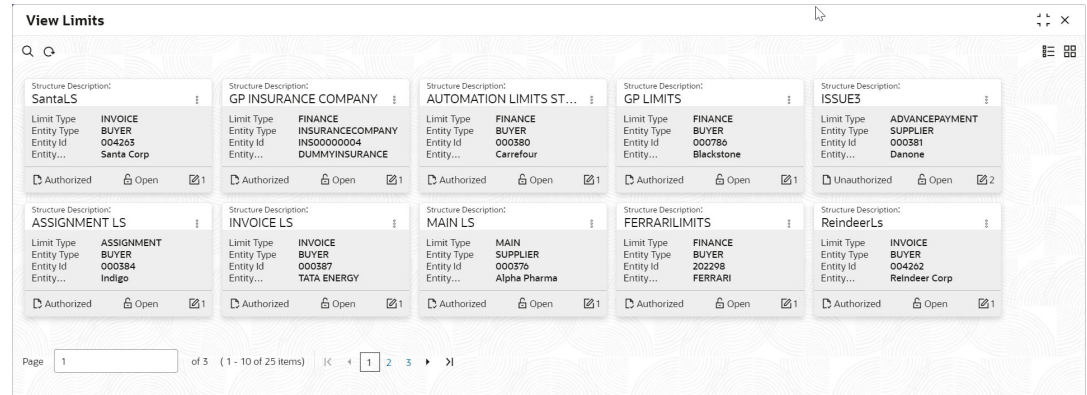 View Limits
Structure Description:
SantaLS
Limit Type INVOICE
Entity Type BUYER
Entity Id 004263
Entity... Santa Corp
Authorized Open 1
Structure Description:
GP INSURANCE COMPANY
Limit Type FINANCE
Entity Type INSURANCECOMPANY
Entity Id INS00000004
Entity... DUMMYINSURANCE
Authorized Open 1
Structure Description:
AUTOMATION LIMITS ST...
Limit Type FINANCE
Entity Type BUYER
Entity Id 000380
Entity... Carrefour
Authorized Open 1
Structure Description:
GP LIMITS
Limit Type FINANCE
Entity Type BUYER
Entity Id 000786
Entity... Blackstone
Authorized Open 1
Structure Description:
ISSUE3
Limit Type ADVANCEPAYMENT
Entity Type SUPPLIER
Entity Id 000381
Entity... Danone
Unauthorized Open 2
Structure Description:
ASSIGNMENT LS
Limit Type ASSIGNMENT
Entity Type BUYER
Entity Id 000384
Entity... Indigo
Authorized Open 1
Structure Description:
INVOICE LS
Limit Type INVOICE
Entity Type BUYER
Entity Id 000387
Entity... TATA ENERGY
Authorized Open 1
Structure Description:
MAIN LS
Limit Type MAIN
Entity Type SUPPLIER
Entity Id 000376
Entity... Alpha Pharma
Authorized Open 1
Structure Description:
FERRARILIMITS
Limit Type FINANCE
Entity Type BUYER
Entity Id 202298
Entity... FERRARI
Authorized Open 1
Structure Description:
ReindeerLs
Limit Type INVOICE
Entity Type BUYER
Entity Id 004262
Entity... Reindeer Corp
Authorized Open 1
Page 1 of 3 (1 - 10 of 25 items) 1 2 3